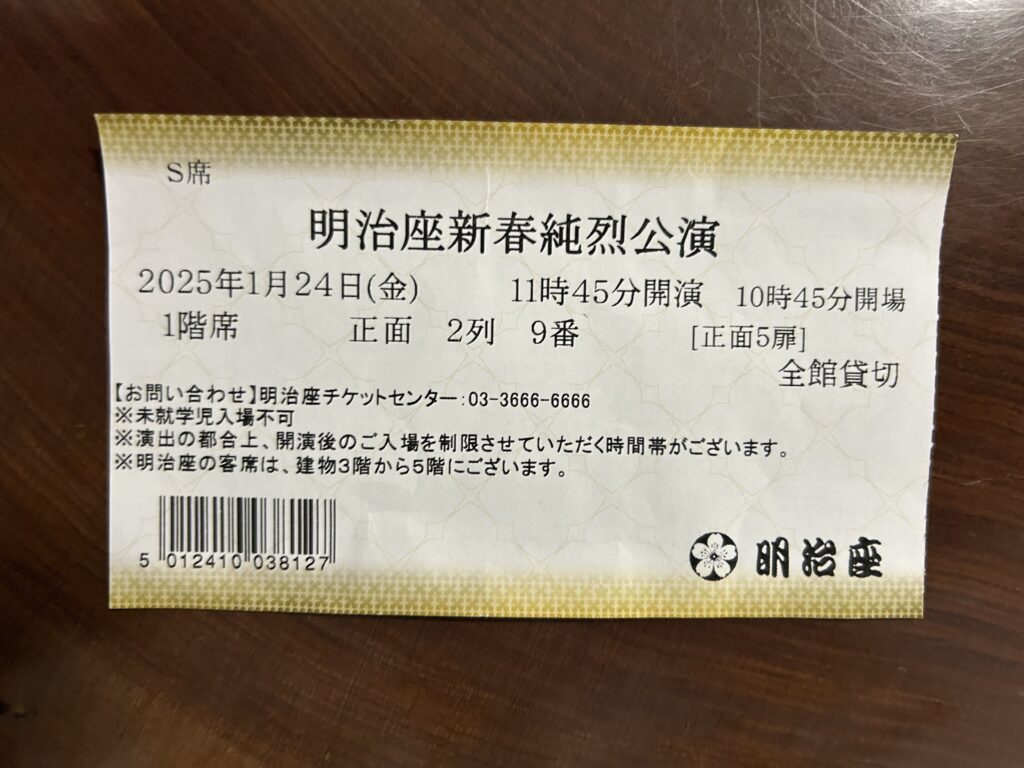 S席
明治座新春純烈公演
2025年1月24日(金) 11時45分開演 10時45分開場
1階席 正面 2列 9番 [正面5扉]
全館貸切
【お問い合わせ】明治座チケットセンター:03-3666-6666
※未就学児入場不可
※演出の都合上、開演後のご入場を制限させていただく時間帯がございます。
※明治座の客席は、建物3階から5階にございます。
5 012410 038127
明治座